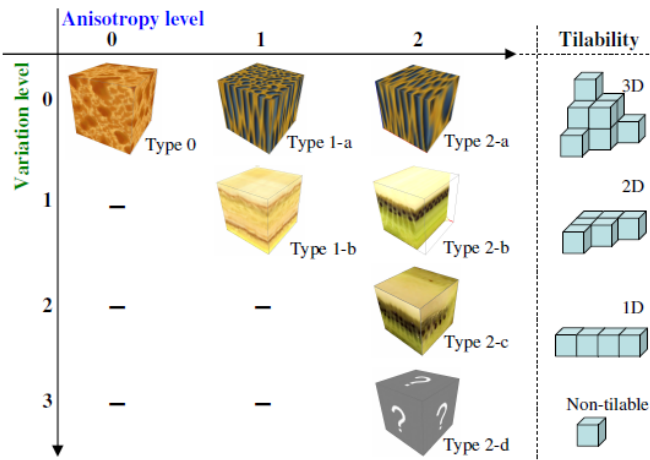 Anisotropy level
0 1 2 Tilability
Variation level
0
Type 0 Type 1-a Type 2-a 3D
1
–
Type 1-b Type 2-b 2D
2
– –
Type 2-c 1D
3
– –
? ? ?
Type 2-d Non-tilable